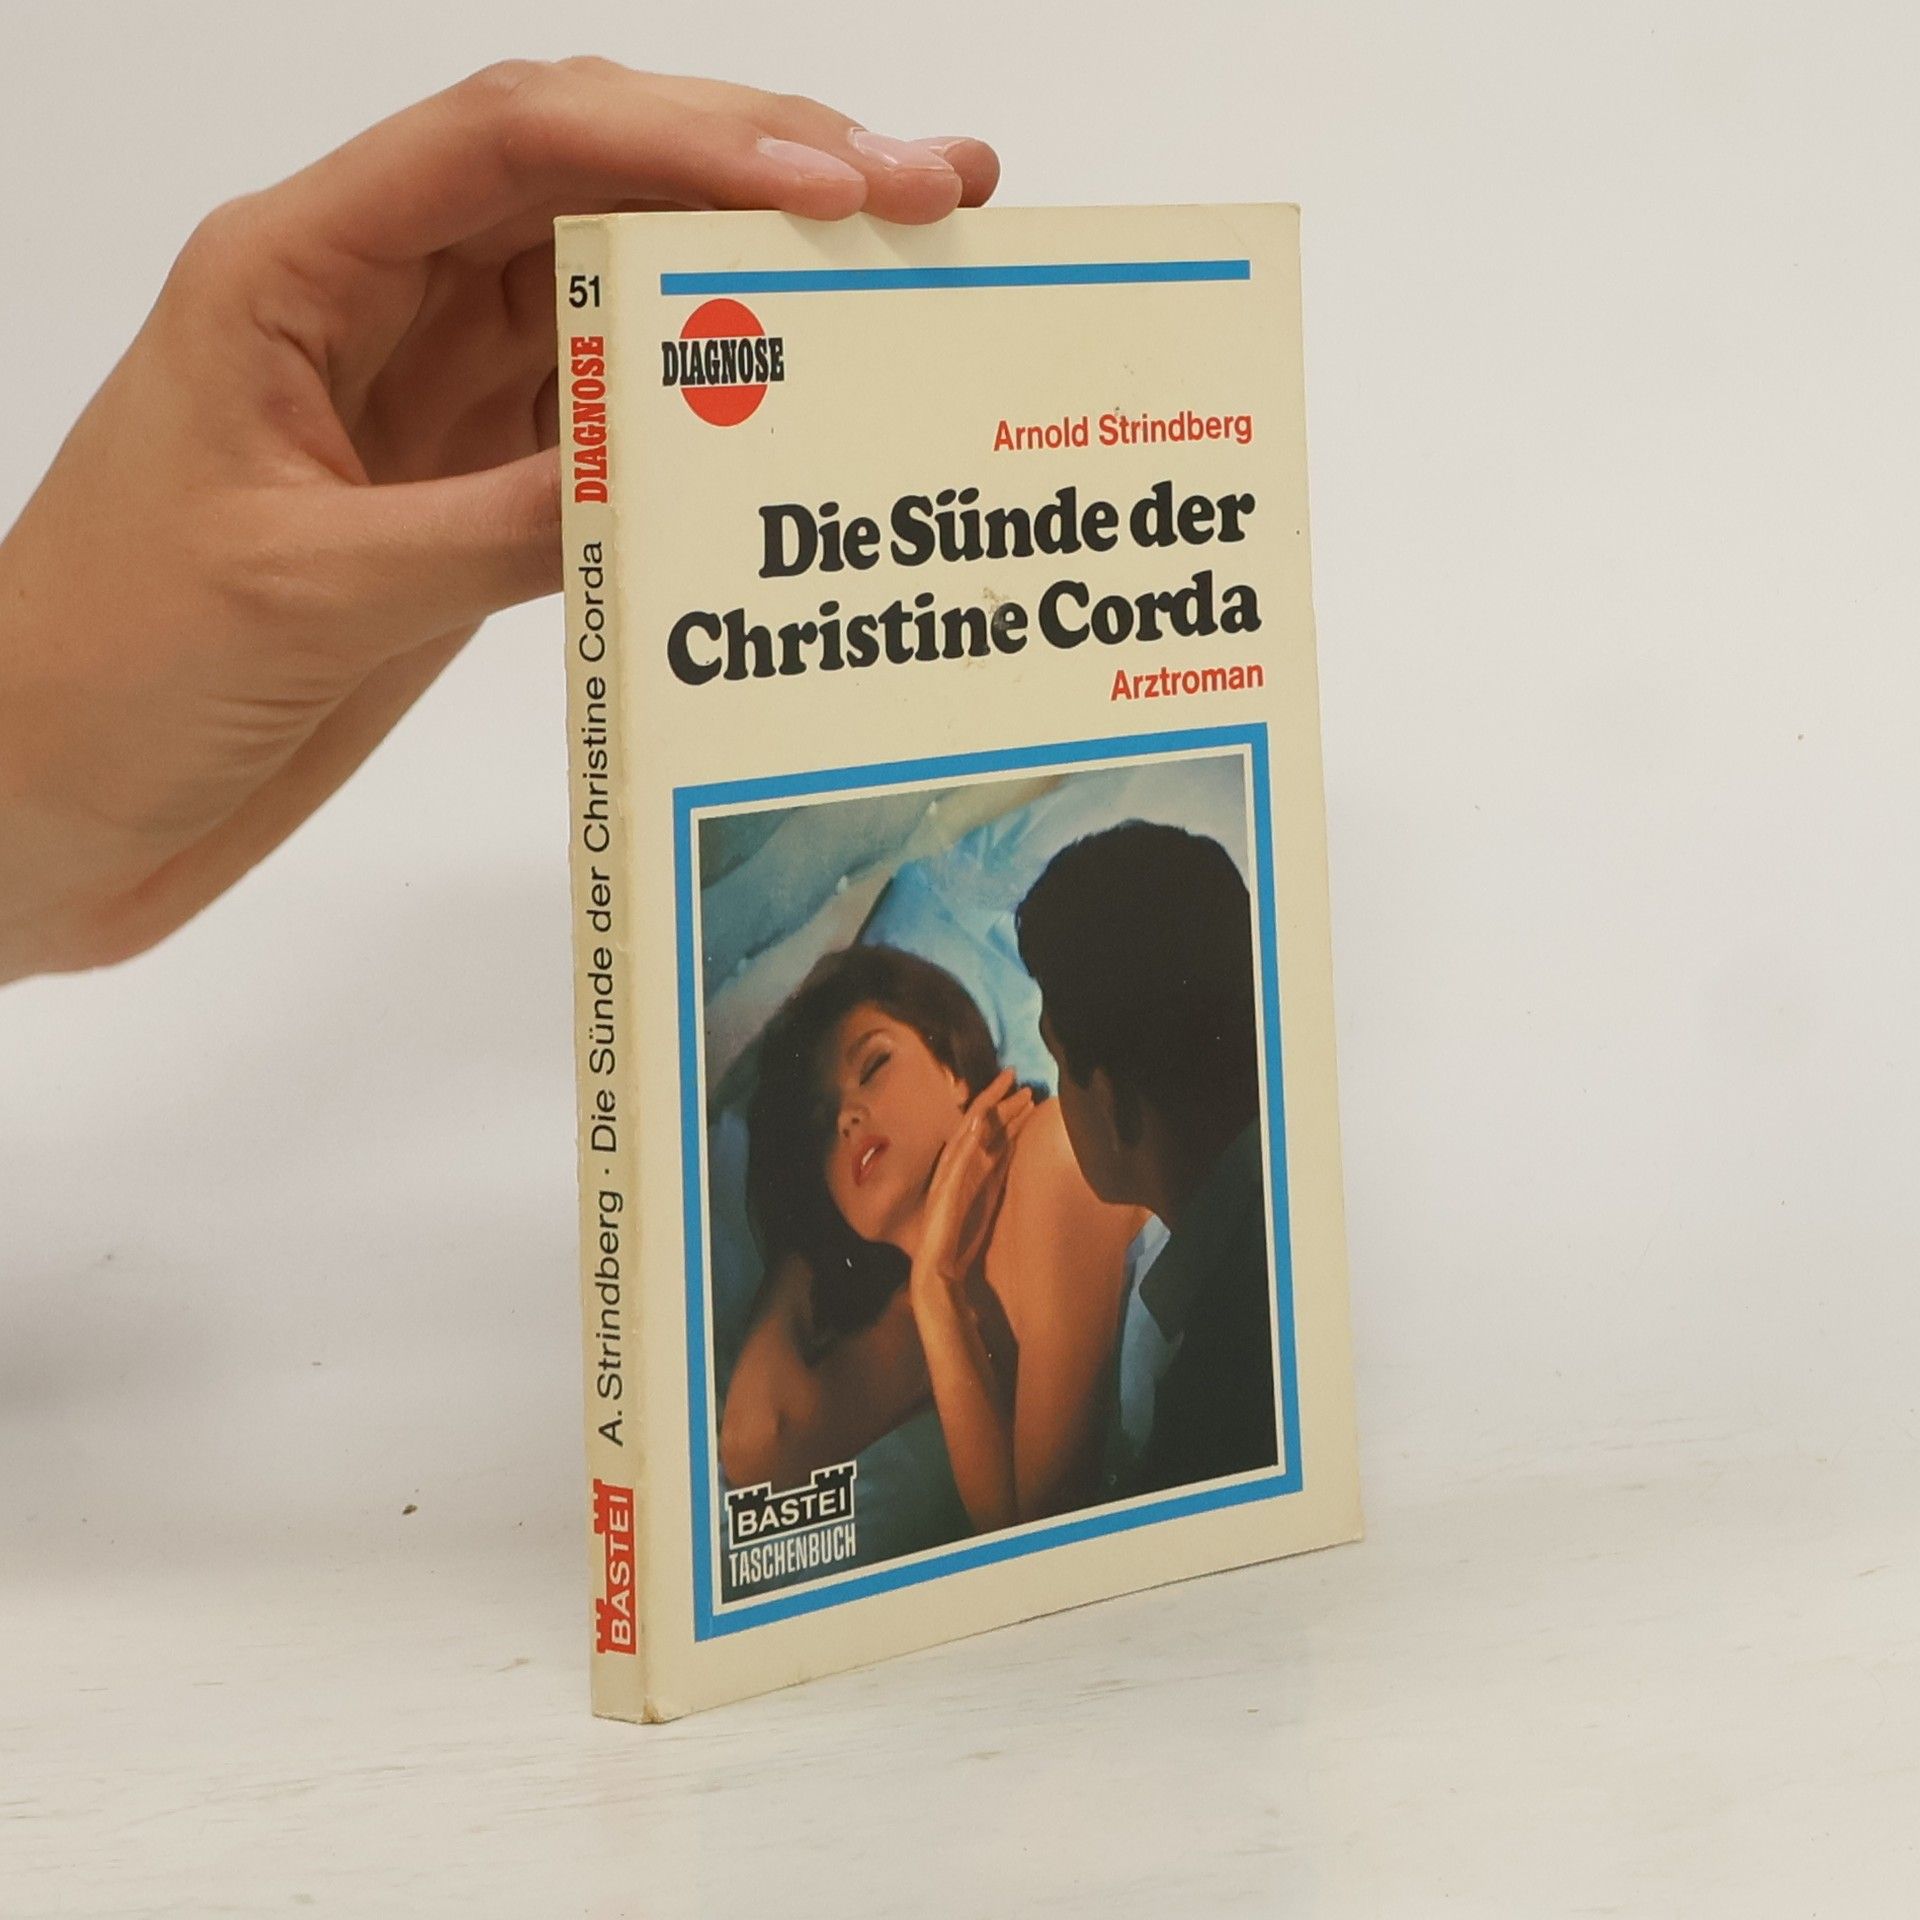 51
DIAGNOSE
A. Strindberg · Die Sünde der Christine Corda
BASTEI
DIAGNOSE
Arnold Strindberg
Die Sünde der
Christine Corda
Arztroman
BASTEI
TASCHENBUCH